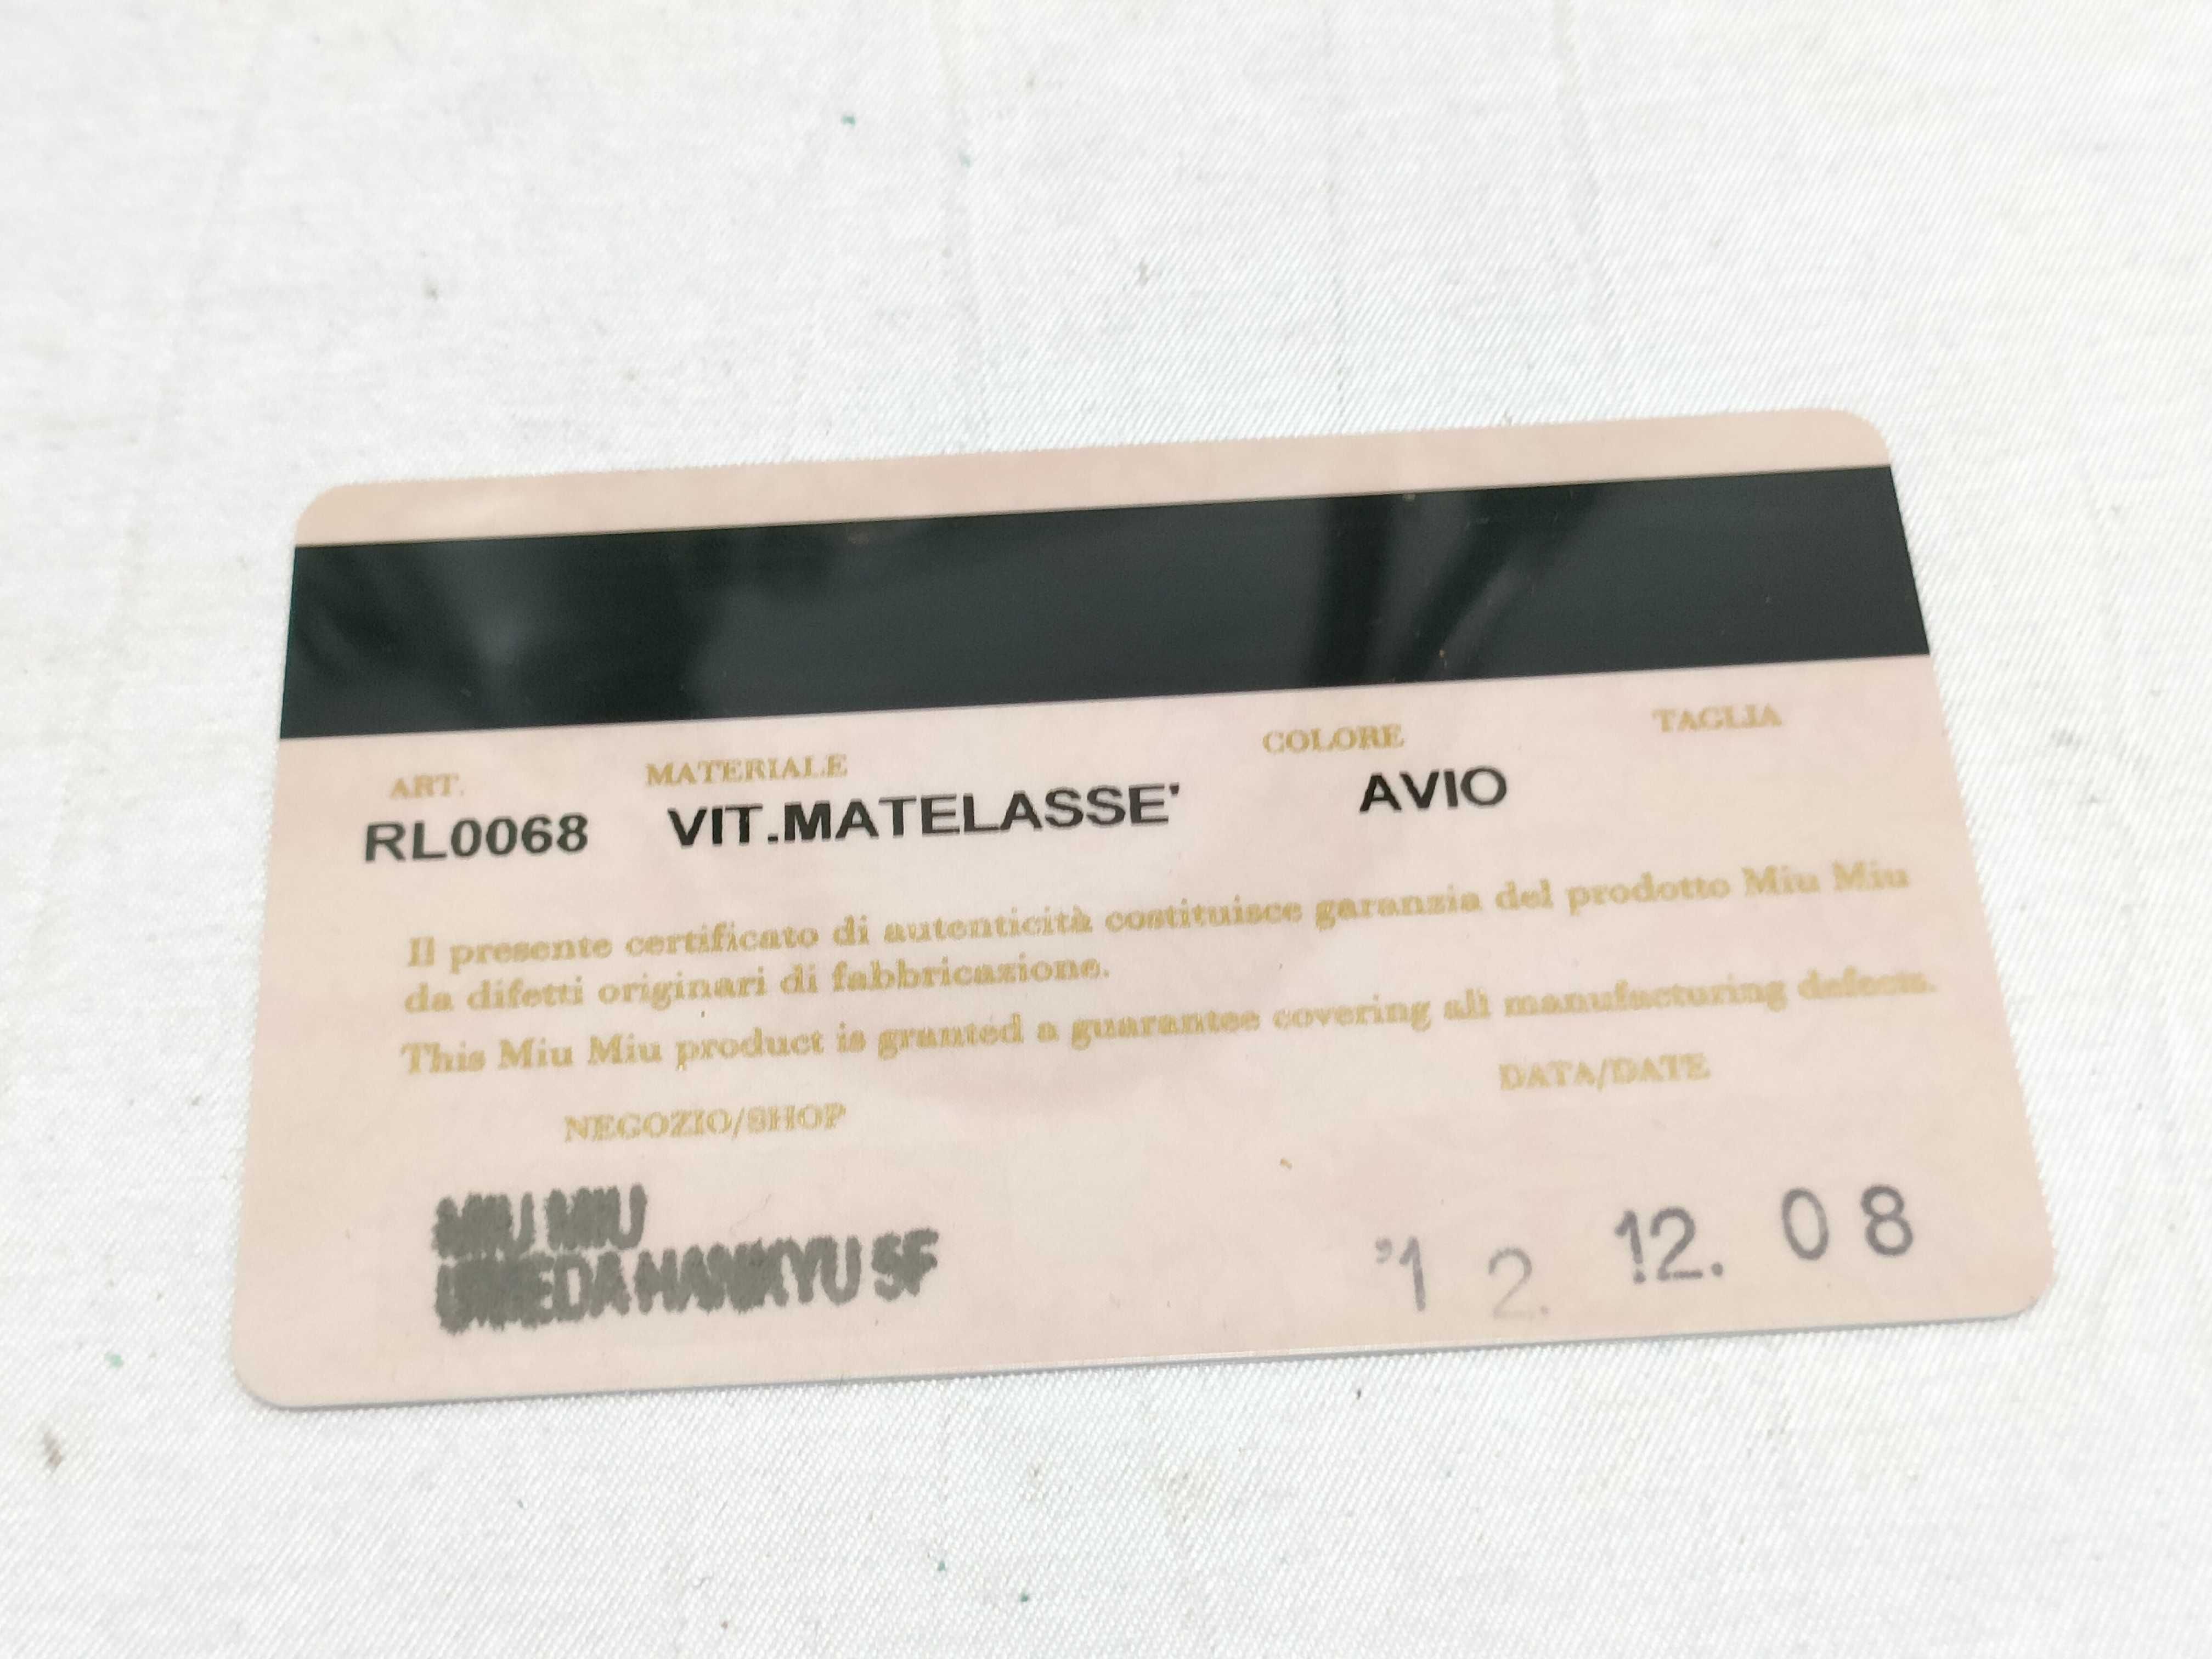 ART. MATERIALE COLORE TAGLIA
RL0068 VIT.MATELASSE' AVIO
Il presente certificato di autenticità costituisce garanzia del prodotto Miu Miu
da difetti originari di fabbricazione.
This Miu Miu product is granted a guarantee covering all manufacturing defects.
NEGOZIO/SHOP DATA/DATE
MIU MIU
UMEDA HANKYU 5F
'12. 12. 08